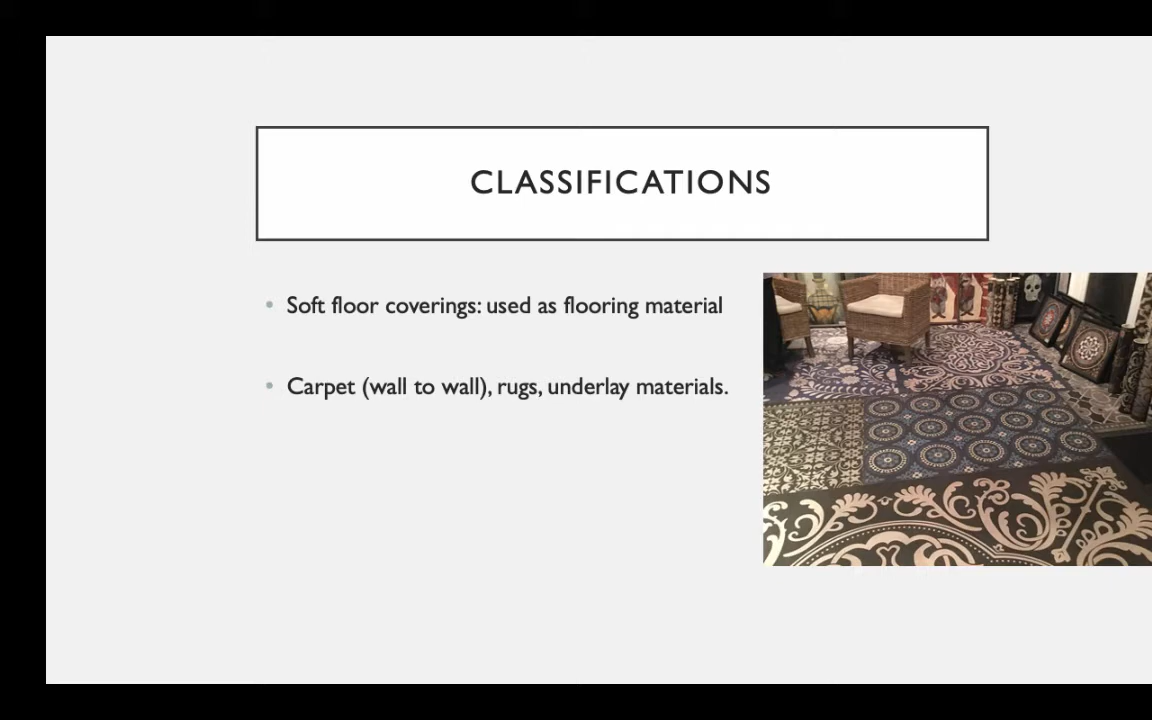 CLASSIFICATIONS
• Soft floor coverings: used as flooring material
• Carpet (wall to wall), rugs, underlay materials.